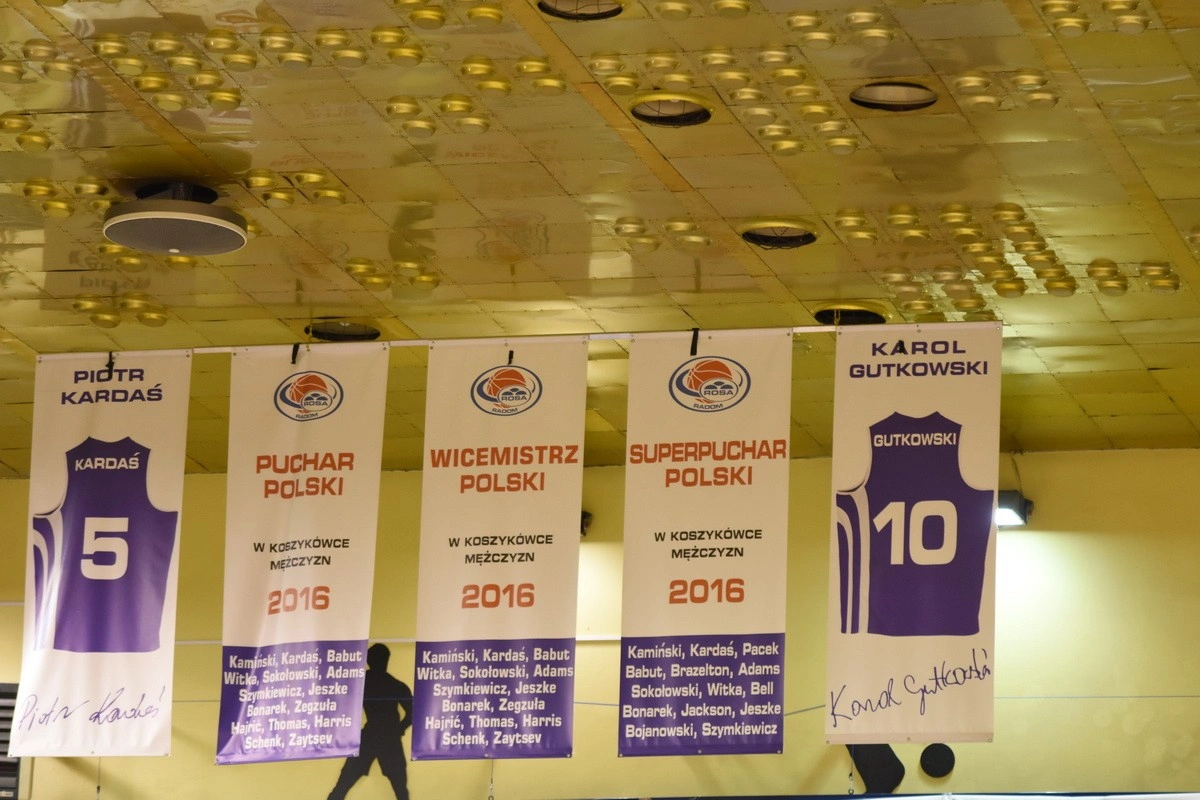 PIOTR
KARDAŚ
KARDAŚ
5
Piotr Kardaś
ROSA
RADOM
PUCHAR
POLSKI
W KOSZYKÓWCE
MĘŻCZYZN
2016
Kamiński, Kardaś, Babut
Witka, Sokołowski, Adams
Szymkiewicz, Jeszke
Bonarek, Zegzuła
Hajrić, Thomas, Harris
Schenk, Zaytsev
ROSA
RADOM
WICEMISTRZ
POLSKI
W KOSZYKÓWCE
MĘŻCZYZN
2016
Kamiński, Kardaś, Babut
Witka, Sokołowski, Adams
Szymkiewicz, Jeszke
Bonarek, Zegzuła
Hajrić, Thomas, Harris
Schenk, Zaytsev
ROSA
RADOM
SUPERPUCHAR
POLSKI
W KOSZYKÓWCE
MĘŻCZYZN
2016
Kamiński, Kardaś, Pacek
Babut, Brazelton, Adams
Sokołowski, Witka, Bell
Bonarek, Jackson, Jeszke
Bojanowski, Szymkiewicz
KAROL
GUTKOWSKI
GUTKOWSKI
10
Karol Gutkowski